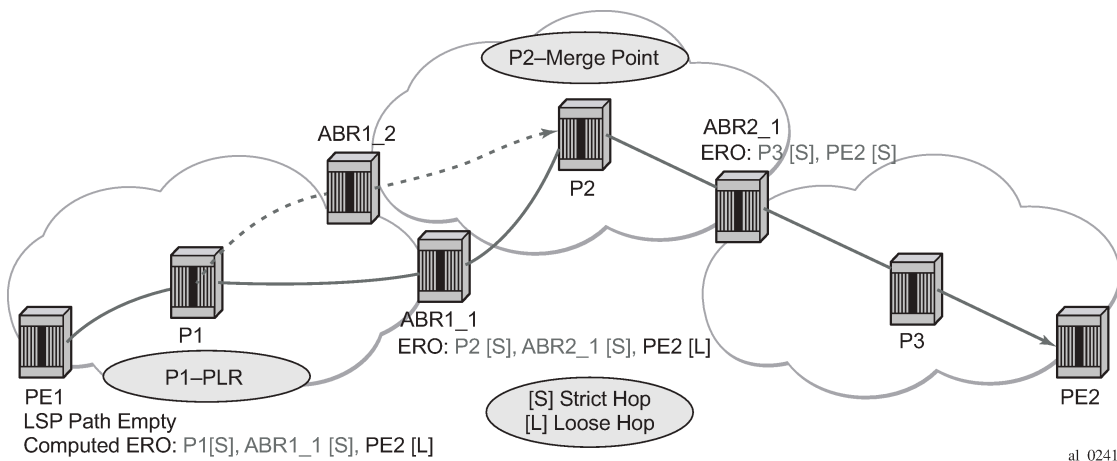 P2–Merge Point
ABR1_2
ABR2_1
ERO: P3 [S], PE2 [S]
P2
P1
ABR1_1
ERO: P2 [S], ABR2_1 [S], PE2 [L]
P3
P1–PLR
PE1
LSP Path Empty
Computed ERO: P1[S], ABR1_1 [S], PE2 [L]
[S] Strict Hop
[L] Loose Hop
PE2
al_0241